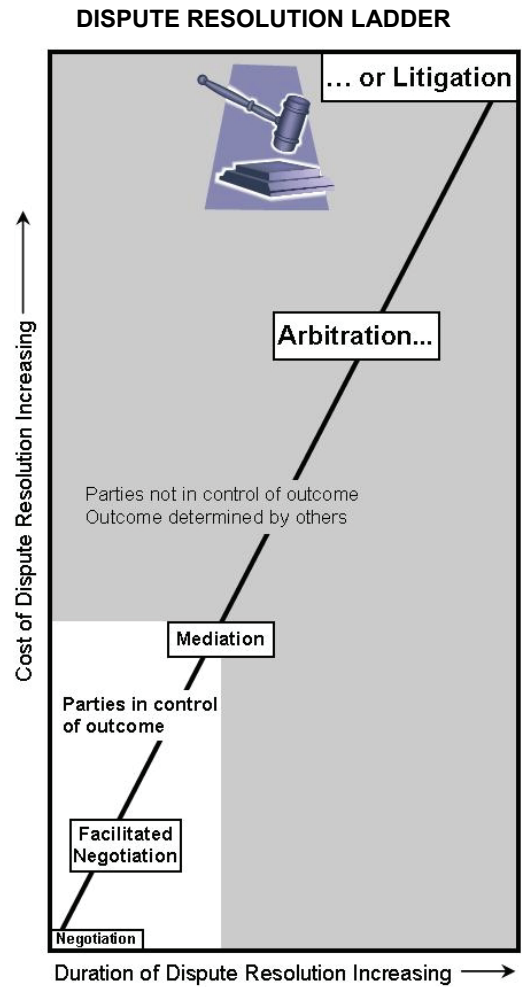 DISPUTE RESOLUTION LADDER
… or Litigation
Arbitration...
Parties not in control of outcome
Outcome determined by others
Mediation
Parties in control
of outcome
Facilitated
Negotiation
Negotiation
Cost of Dispute Resolution Increasing
Duration of Dispute Resolution Increasing